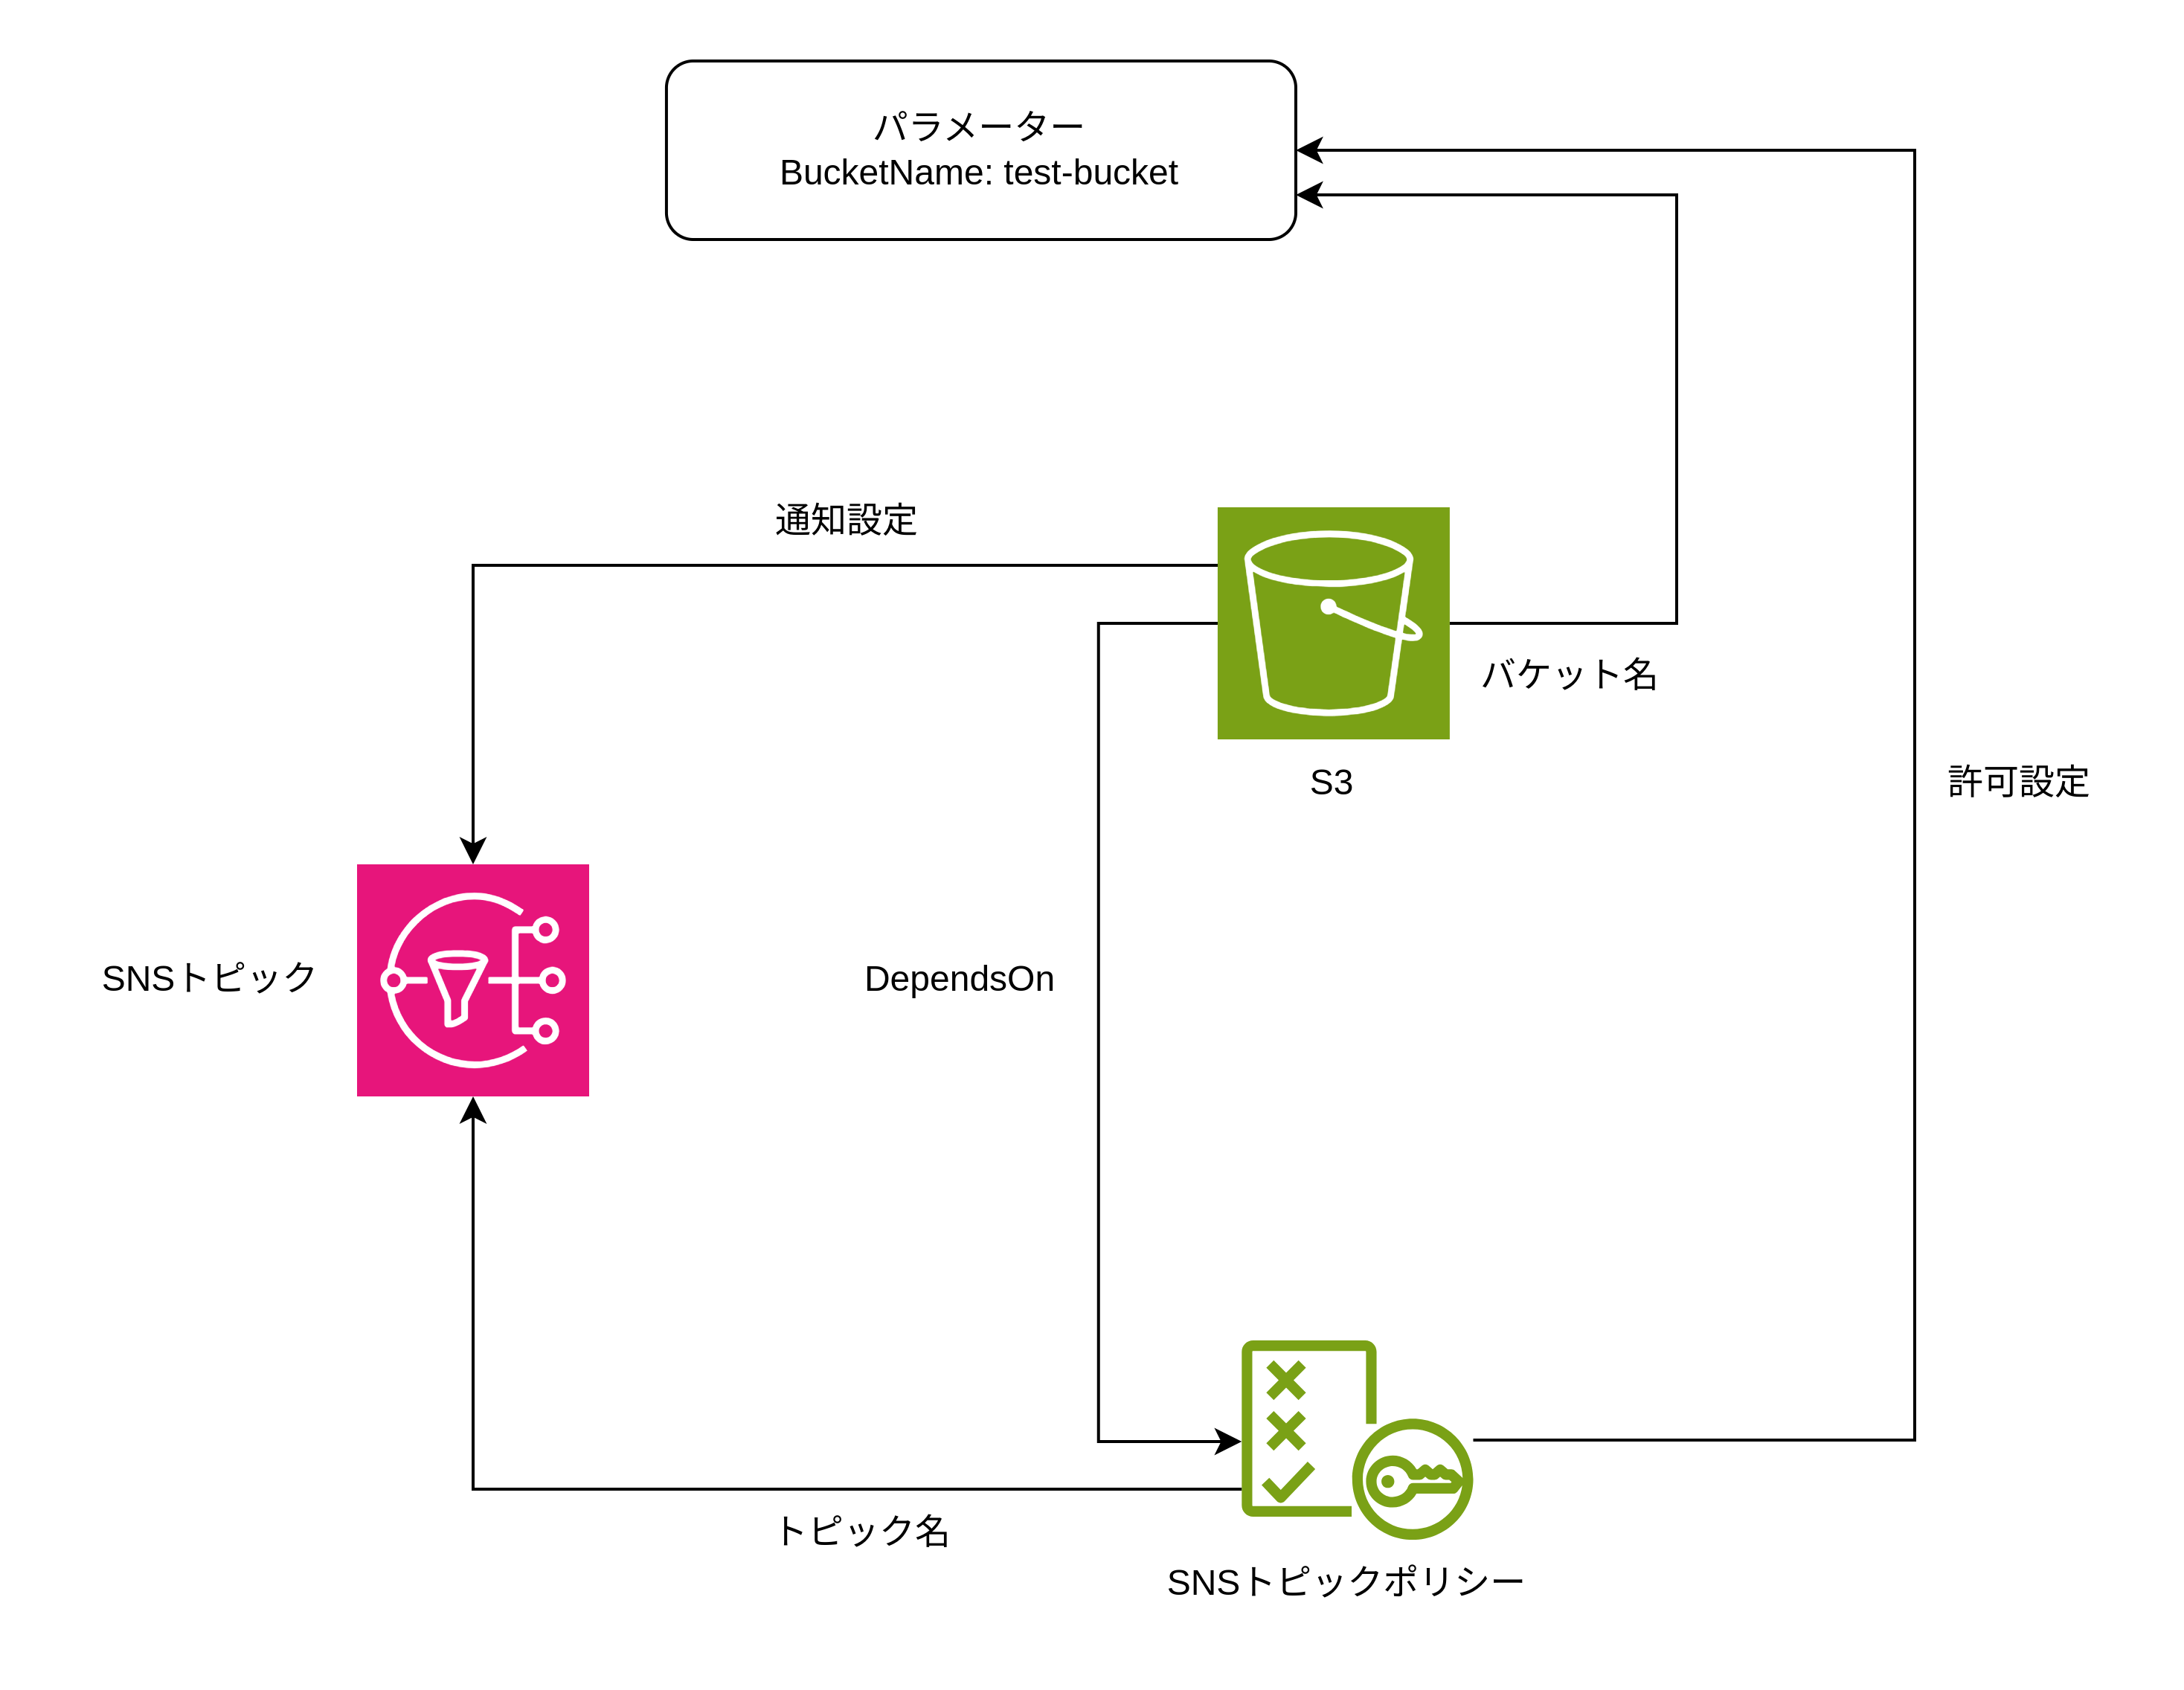 パラメーター
BucketName: test-bucket
通知設定
バケット名
S3
許可設定
SNSトピック
DependsOn
トピック名
SNSトピックポリシー